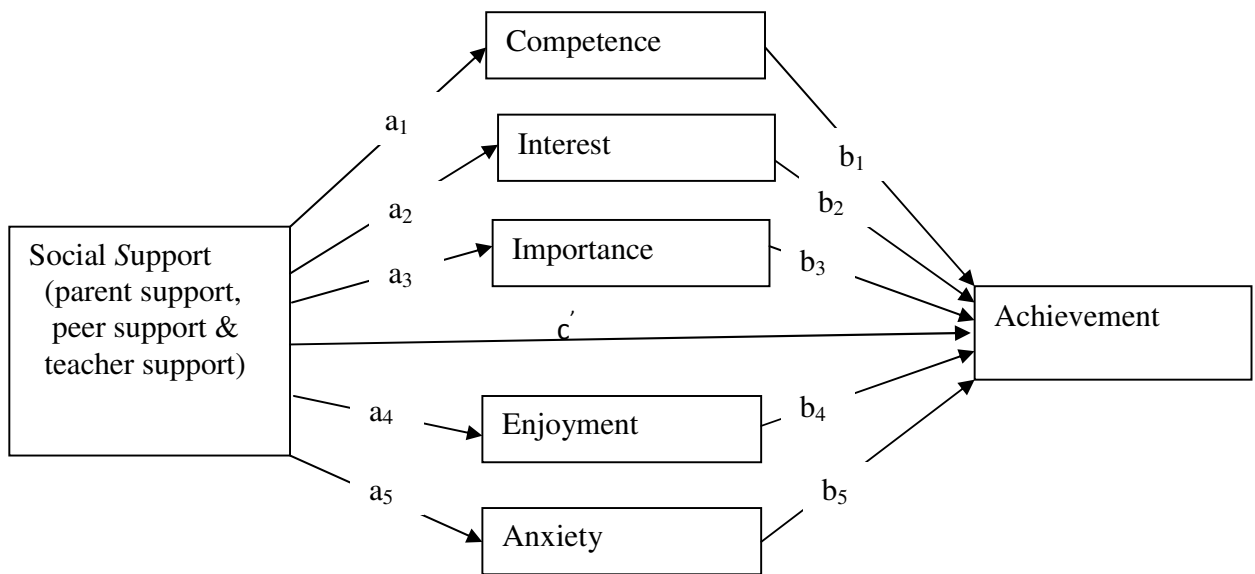 Competence
a₁
Interest
b₁
a₂
b₂
Social Support
(parent support,
peer support &
teacher support)
Importance
a₃
b₃
Achievement
c′
a₄
Enjoyment
b₄
a₅
b₅
Anxiety